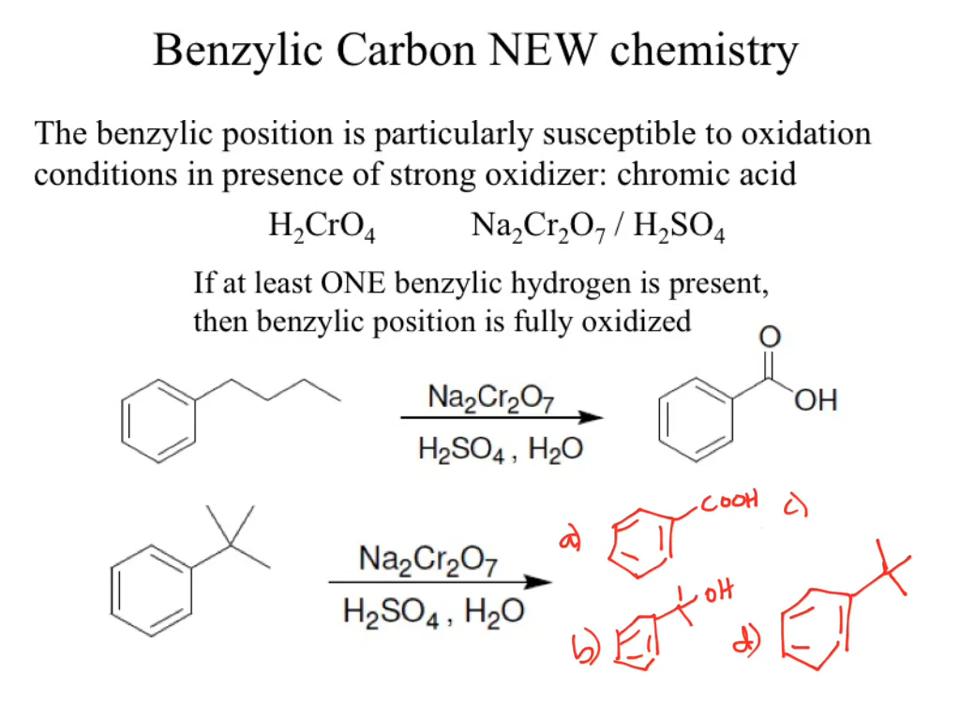 Benzylic Carbon NEW chemistry
The benzylic position is particularly susceptible to oxidation
conditions in presence of strong oxidizer: chromic acid
H₂CrO₄ Na₂Cr₂O₇ / H₂SO₄
If at least ONE benzylic hydrogen is present,
then benzylic position is fully oxidized
O
OH
Na₂Cr₂O₇
H₂SO₄ , H₂O
Na₂Cr₂O₇
H₂SO₄ , H₂O
a) COOH c)
b) OH d)